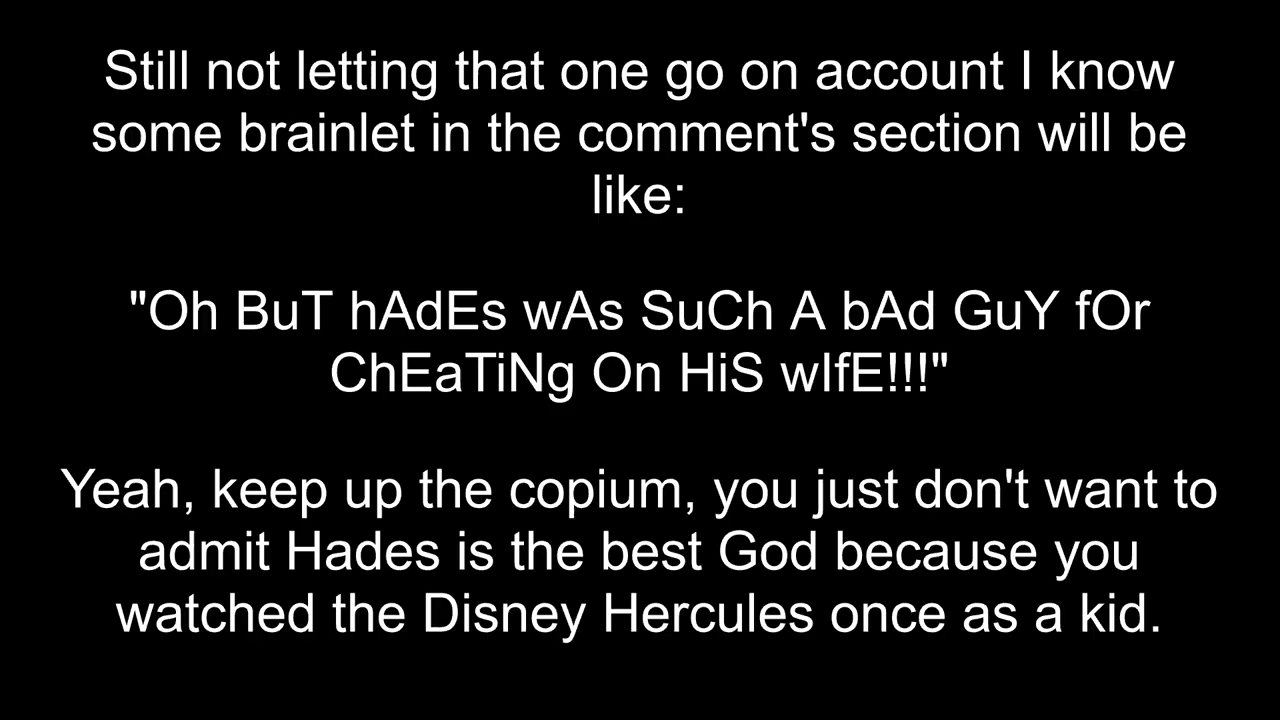 Still not letting that one go on account I know
some brainlet in the comment's section will be
like:
"Oh BuT hAdEs wAs SuCh A bAd GuY fOr
ChEaTiNg On HiS wIfE!!!"
Yeah, keep up the copium, you just don't want to
admit Hades is the best God because you
watched the Disney Hercules once as a kid.